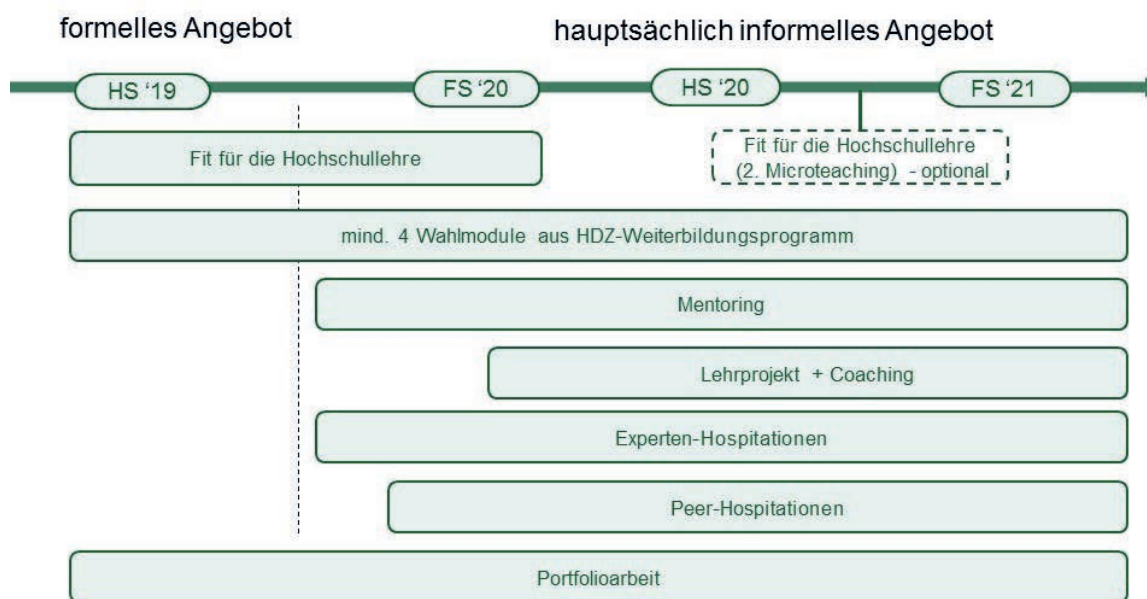 formelles Angebot
hauptsächlich informelles Angebot
HS ‘19
FS ‘20
HS ‘20
FS ‘21
Fit für die Hochschullehre
Fit für die Hochschullehre
(2. Microteaching) - optional
mind. 4 Wahlmodule aus HDZ-Weiterbildungsprogramm
Mentoring
Lehrprojekt + Coaching
Experten-Hospitationen
Peer-Hospitationen
Portfolioarbeit